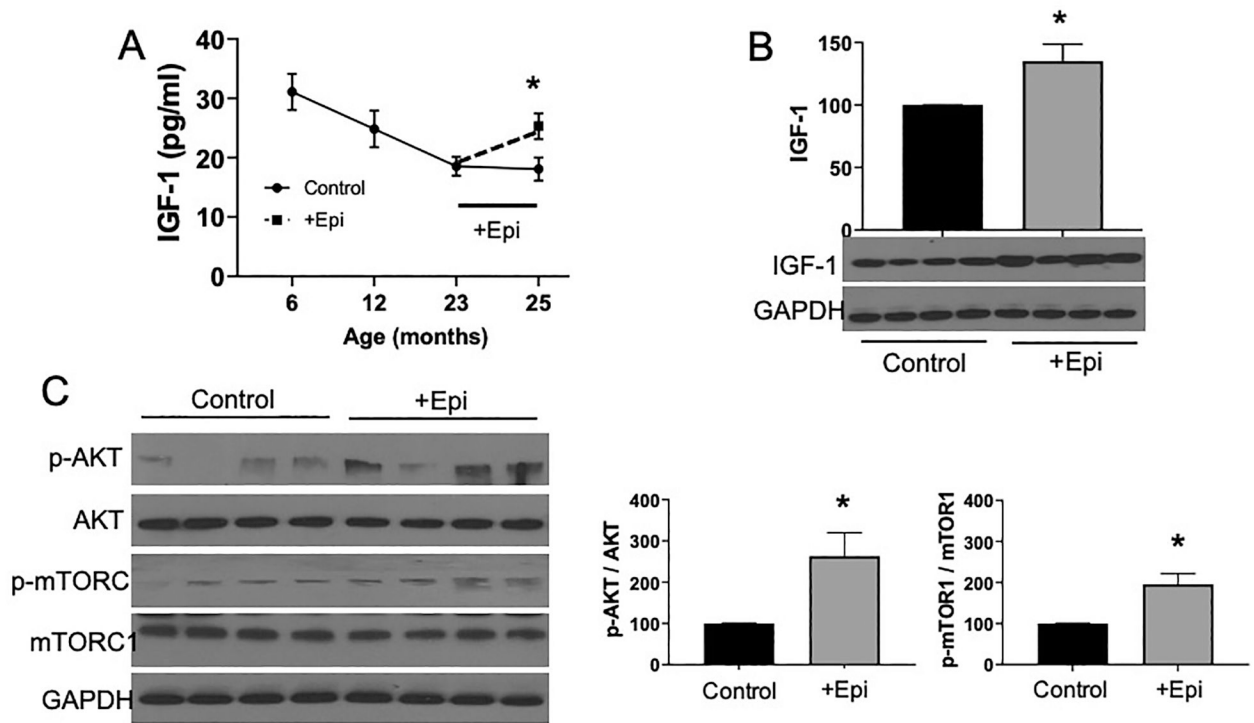 A
IGF-1 (pg/ml)
40
30
20
10
0
*
Control
+Epi
+Epi
6 12 23 25
Age (months)
B
IGF-1
150
100
50
0
*
IGF-1
GAPDH
Control +Epi
C
Control +Epi
p-AKT
AKT
p-mTORC
mTORC1
GAPDH
p-AKT / AKT
400
300
200
100
0
*
Control +Epi
p-mTOR1 / mTOR1
400
300
200
100
0
*
Control +Epi